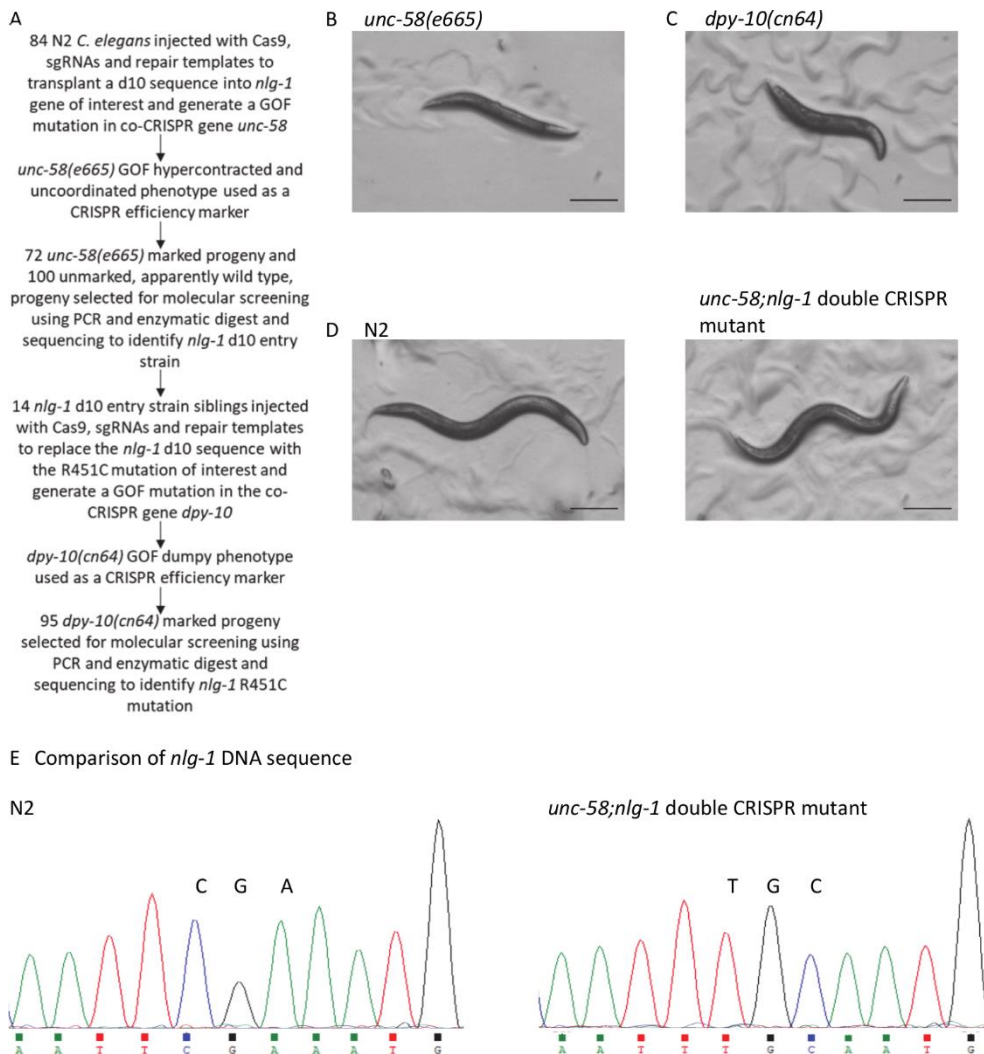 A
84 N2 C. elegans injected with Cas9,
sgRNAs and repair templates to
transplant a d10 sequence into nlg-1
gene of interest and generate a GOF
mutation in co-CRISPR gene unc-58
unc-58(e665) GOF hypercontracted and
uncoordinated phenotype used as a
CRISPR efficiency marker
72 unc-58(e665) marked progeny and
100 unmarked, apparently wild type,
progeny selected for molecular screening
using PCR and enzymatic digest and
sequencing to identify nlg-1 d10 entry
strain
14 nlg-1 d10 entry strain siblings injected
with Cas9, sgRNAs and repair templates
to replace the nlg-1 d10 sequence with
the R451C mutation of interest and
generate a GOF mutation in the co-
CRISPR gene dpy-10
dpy-10(cn64) GOF dumpy phenotype
used as a CRISPR efficiency marker
95 dpy-10(cn64) marked progeny
selected for molecular screening using
PCR and enzymatic digest and
sequencing to identify nlg-1 R451C
mutation
B unc-58(e665)
C dpy-10(cn64)
D N2
unc-58;nlg-1 double CRISPR
mutant
E Comparison of nlg-1 DNA sequence
N2
C G A
A A T T C G A A A T G
unc-58;nlg-1 double CRISPR mutant
T G C
A A T T T G C A A T G